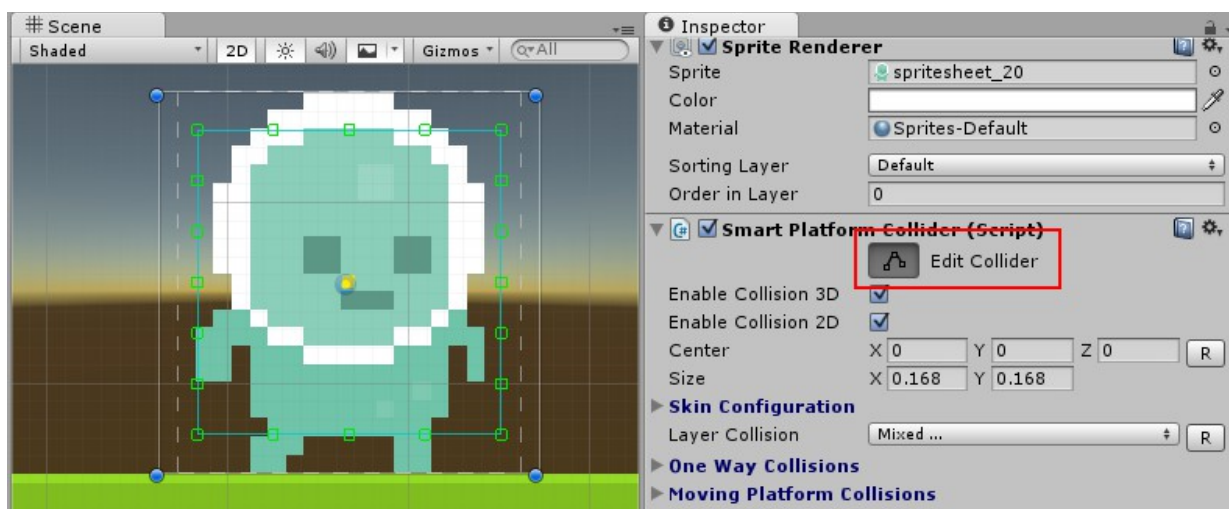 Scene
Shaded 2D Gizmos All
Inspector
Sprite Renderer
Sprite spritesheet_20
Color
Material Sprites-Default
Sorting Layer Default
Order in Layer 0
Smart Platform Collider (Script)
Edit Collider
Enable Collision 3D
Enable Collision 2D
Center X 0 Y 0 Z 0 R
Size X 0.168 Y 0.168
Skin Configuration
Layer Collision Mixed ... R
One Way Collisions
Moving Platform Collisions